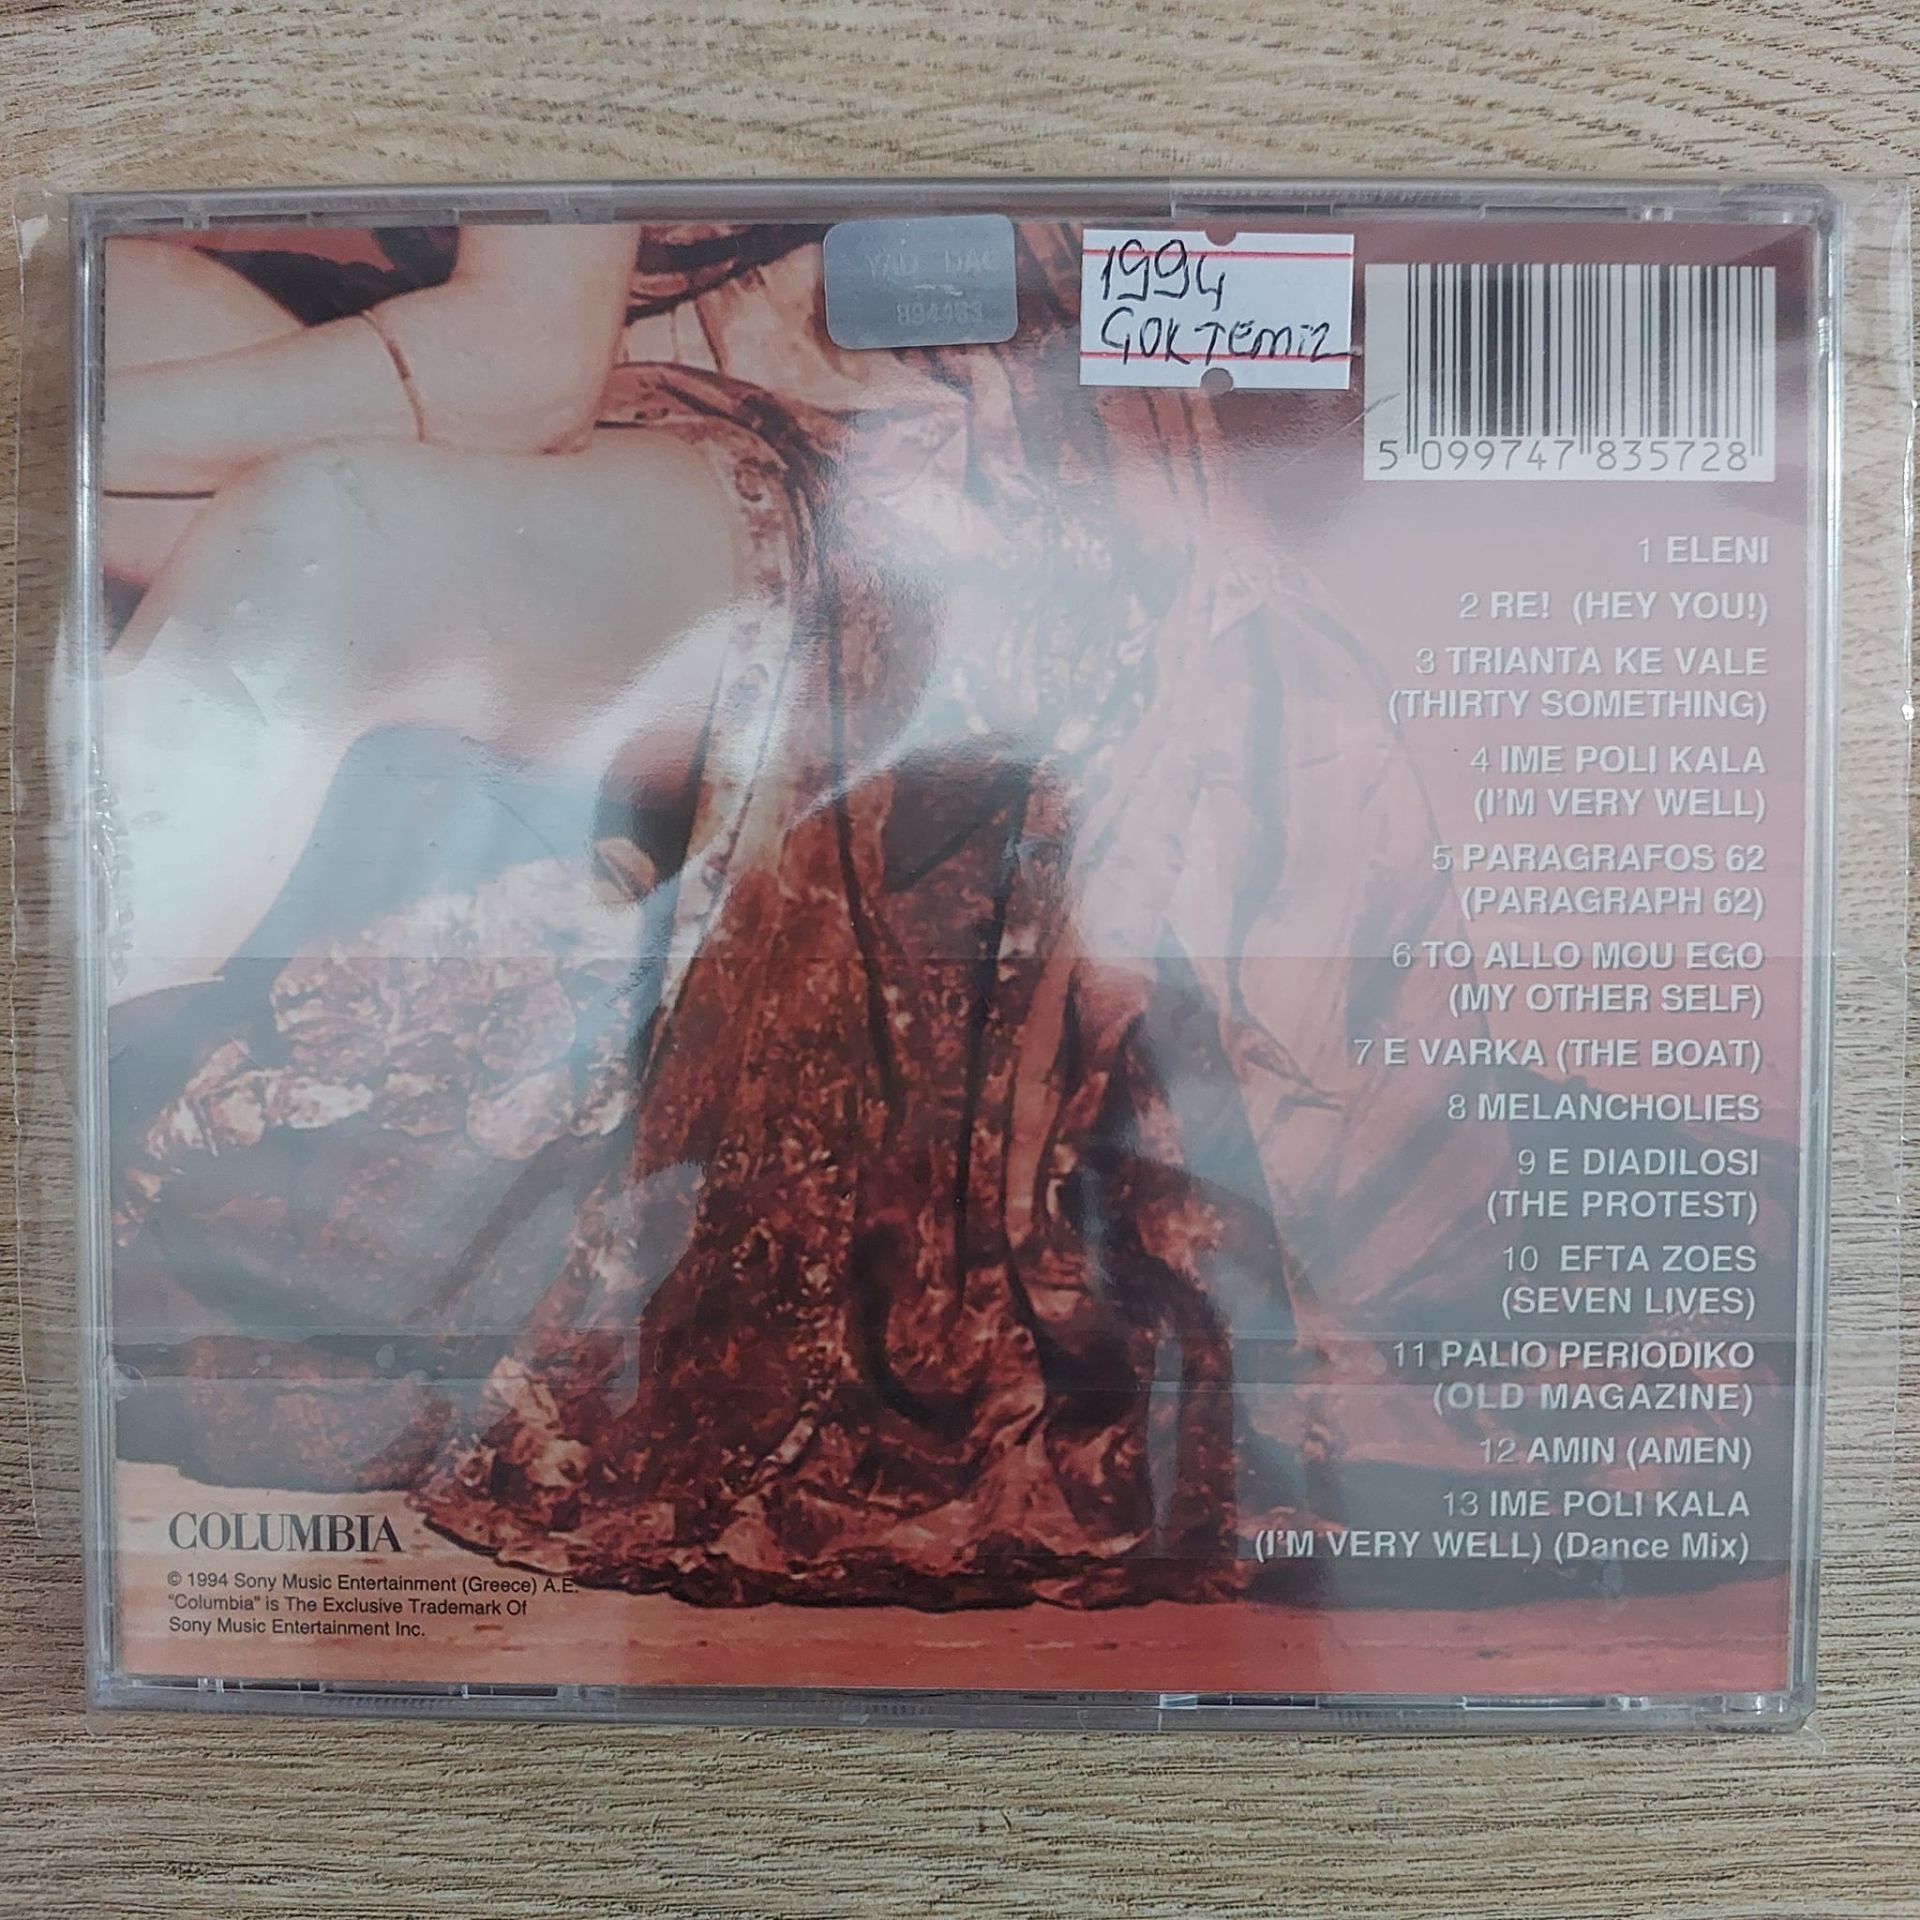 1994
ÇOK TEMİZ
5 099747 835728
1 ELENI
2 RE! (HEY YOU!)
3 TRIANTA KE VALE
(THIRTY SOMETHING)
4 IME POLI KALA
(I'M VERY WELL)
5 PARAGRAFOS 62
(PARAGRAPH 62)
6 TO ALLO MOU EGO
(MY OTHER SELF)
7 E VARKA (THE BOAT)
8 MELANCHOLIES
9 E DIADILOSI
(THE PROTEST)
10 EFTA ZOES
(SEVEN LIVES)
11 PALIO PERIODIKO
(OLD MAGAZINE)
12 AMIN (AMEN)
13 IME POLI KALA
(I'M VERY WELL) (Dance Mix)
COLUMBIA
© 1994 Sony Music Entertainment (Greece) A.E.
"Columbia" is The Exclusive Trademark Of
Sony Music Entertainment Inc.